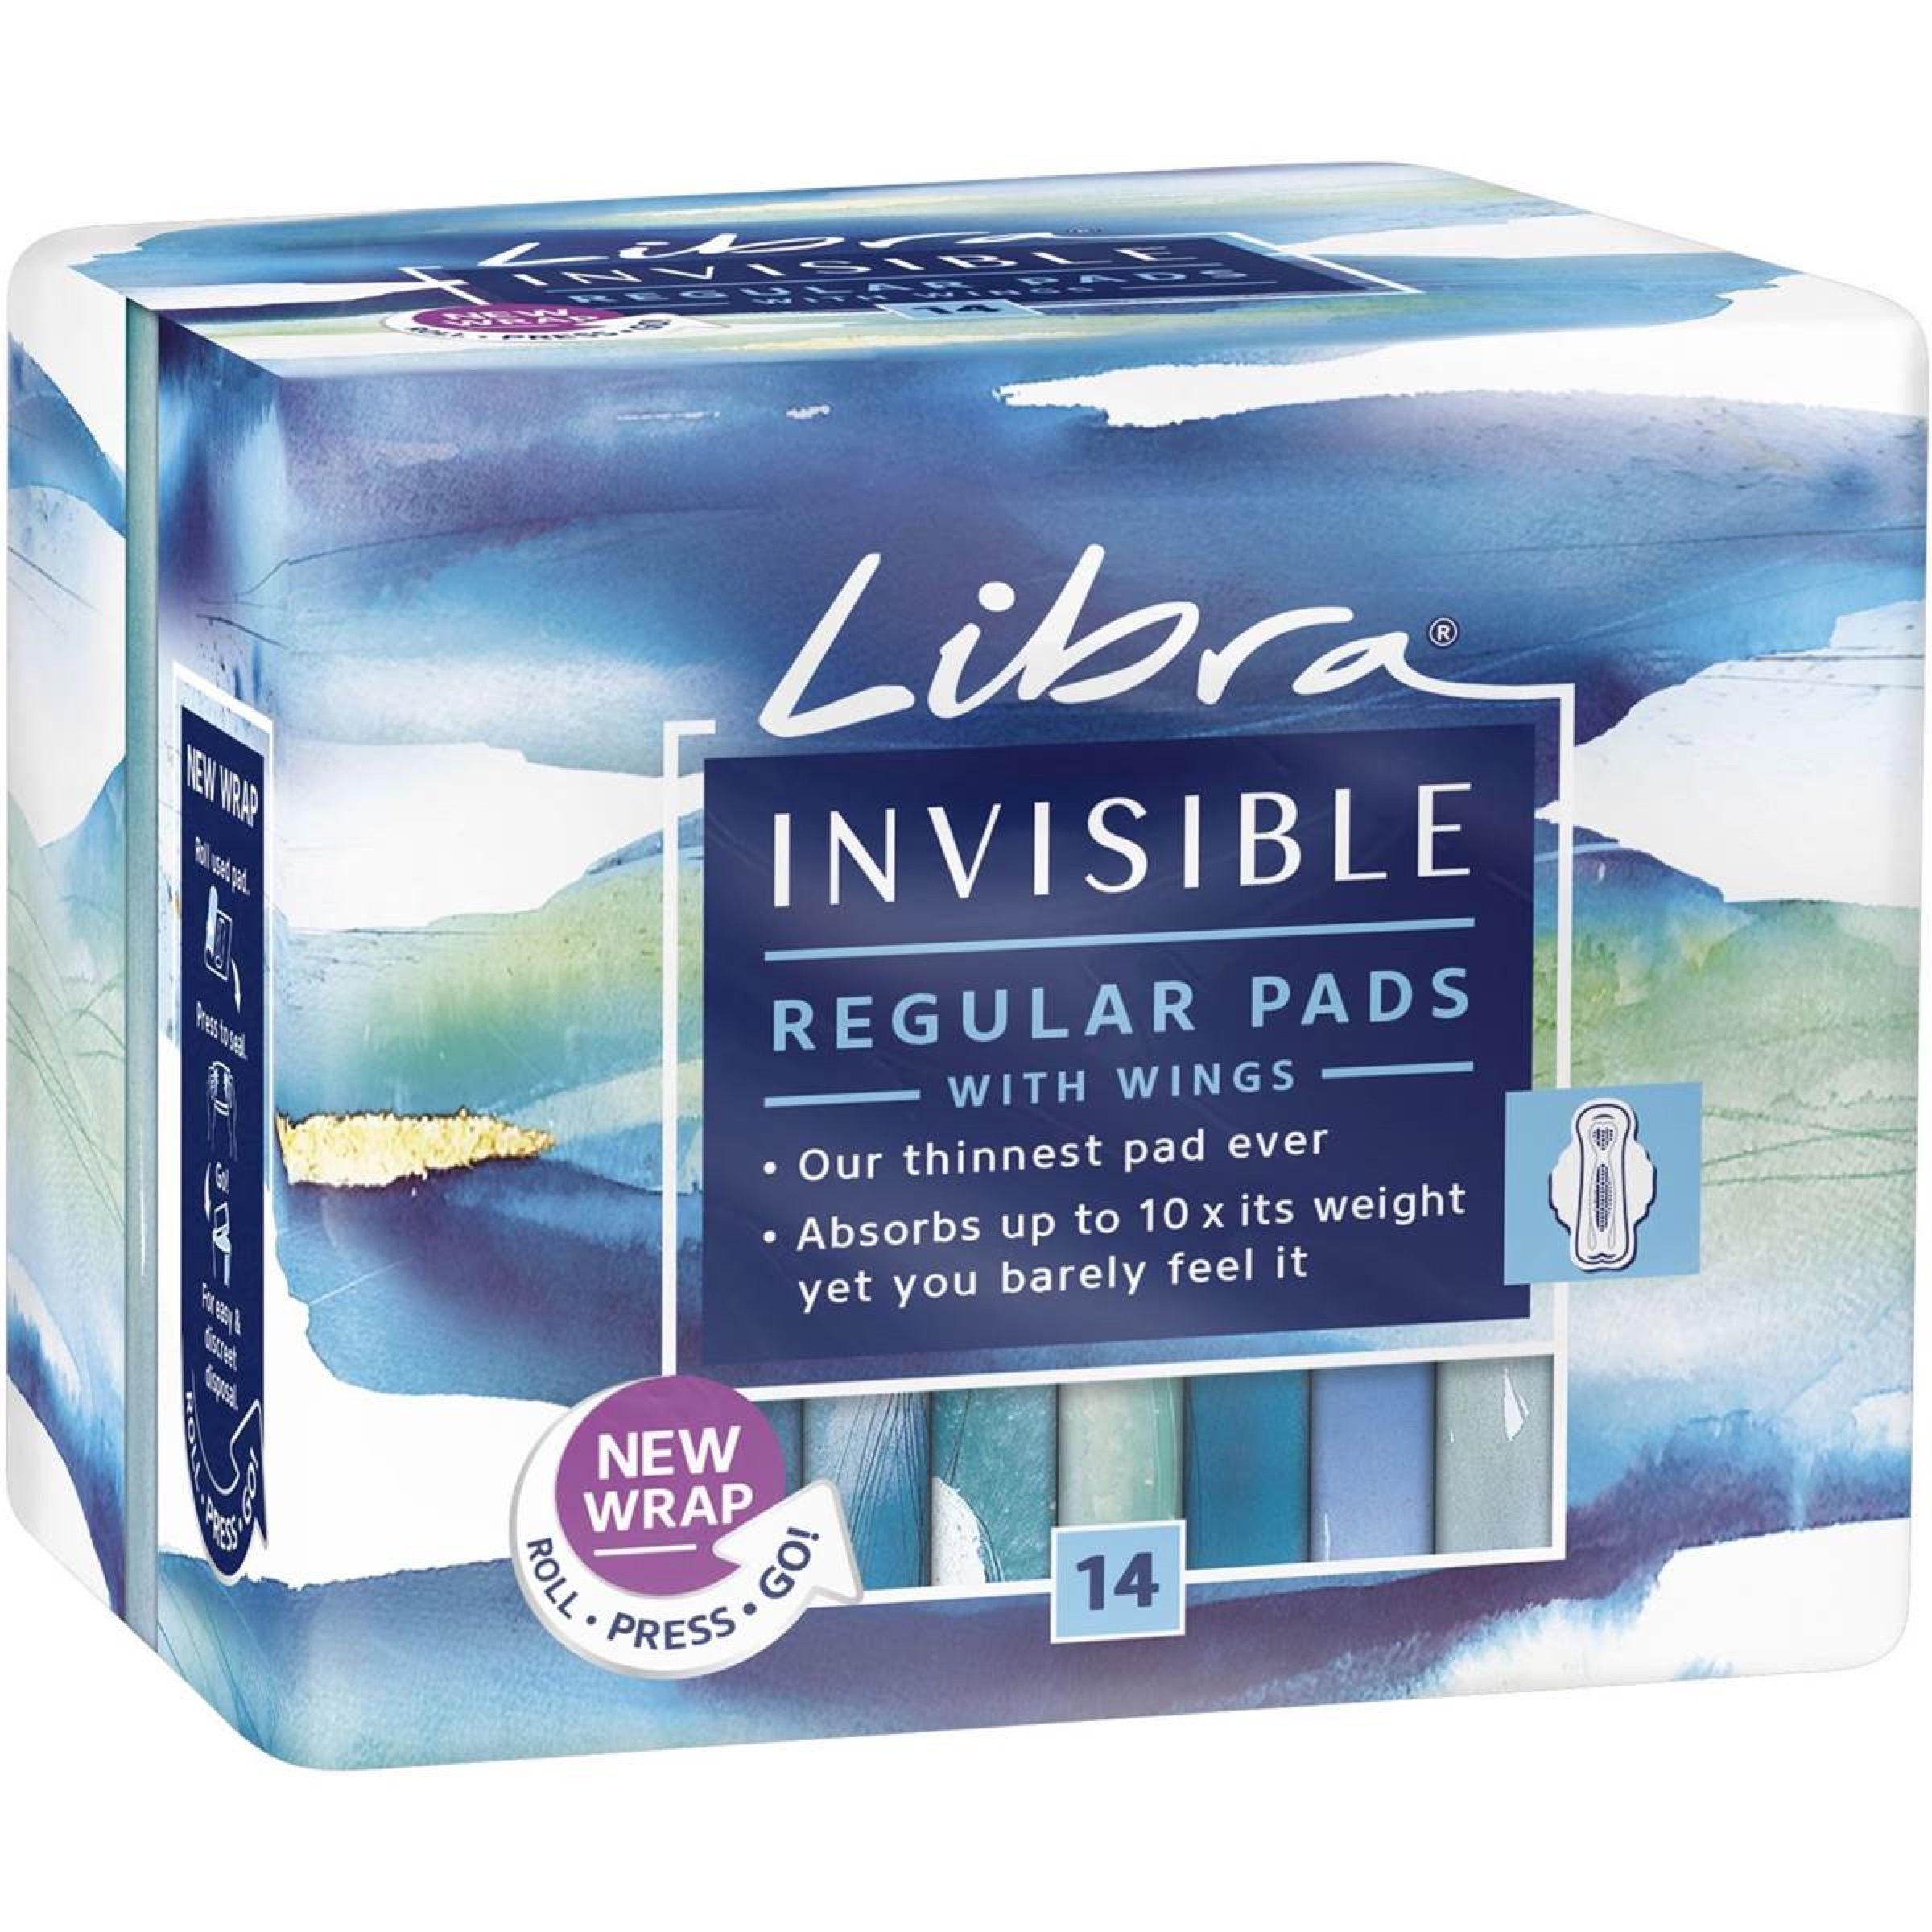 Libra®
INVISIBLE
REGULAR PADS
WITH WINGS
14
NEW
WRAP
ROLL • PRESS • GO!
NEW WRAP
Roll used pad.
Press to seal.
Go!
For easy &
discreet
disposal.
ROLL • PRESS • GO!
Libra®
INVISIBLE
REGULAR PADS
WITH WINGS
• Our thinnest pad ever
• Absorbs up to 10 x its weight
yet you barely feel it
NEW
WRAP
ROLL • PRESS • GO!
14